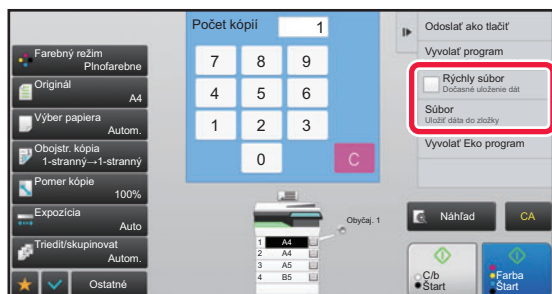 Počet kópií 1
Farebný režim
Plnofarebne
Originál
A4
Výber papiera
Autom.
Obojstr. kópia
1-stranný→1-stranný
Pomer kópie
100%
Expozícia
Auto
Triediť/skupinovat
Autom.
Ostatné
7 8 9
4 5 6
1 2 3
0 C
Obyčaj. 1
1 A4
2 A4
3 A5
4 B5
Odoslať ako tlačiť
Vyvolať program
Rýchly súbor
Dočasné uloženie dát
Súbor
Uložiť dáta do zložky
Vyvolať Eko program
Náhľad
CA
C/b
Štart
Farba
Štart